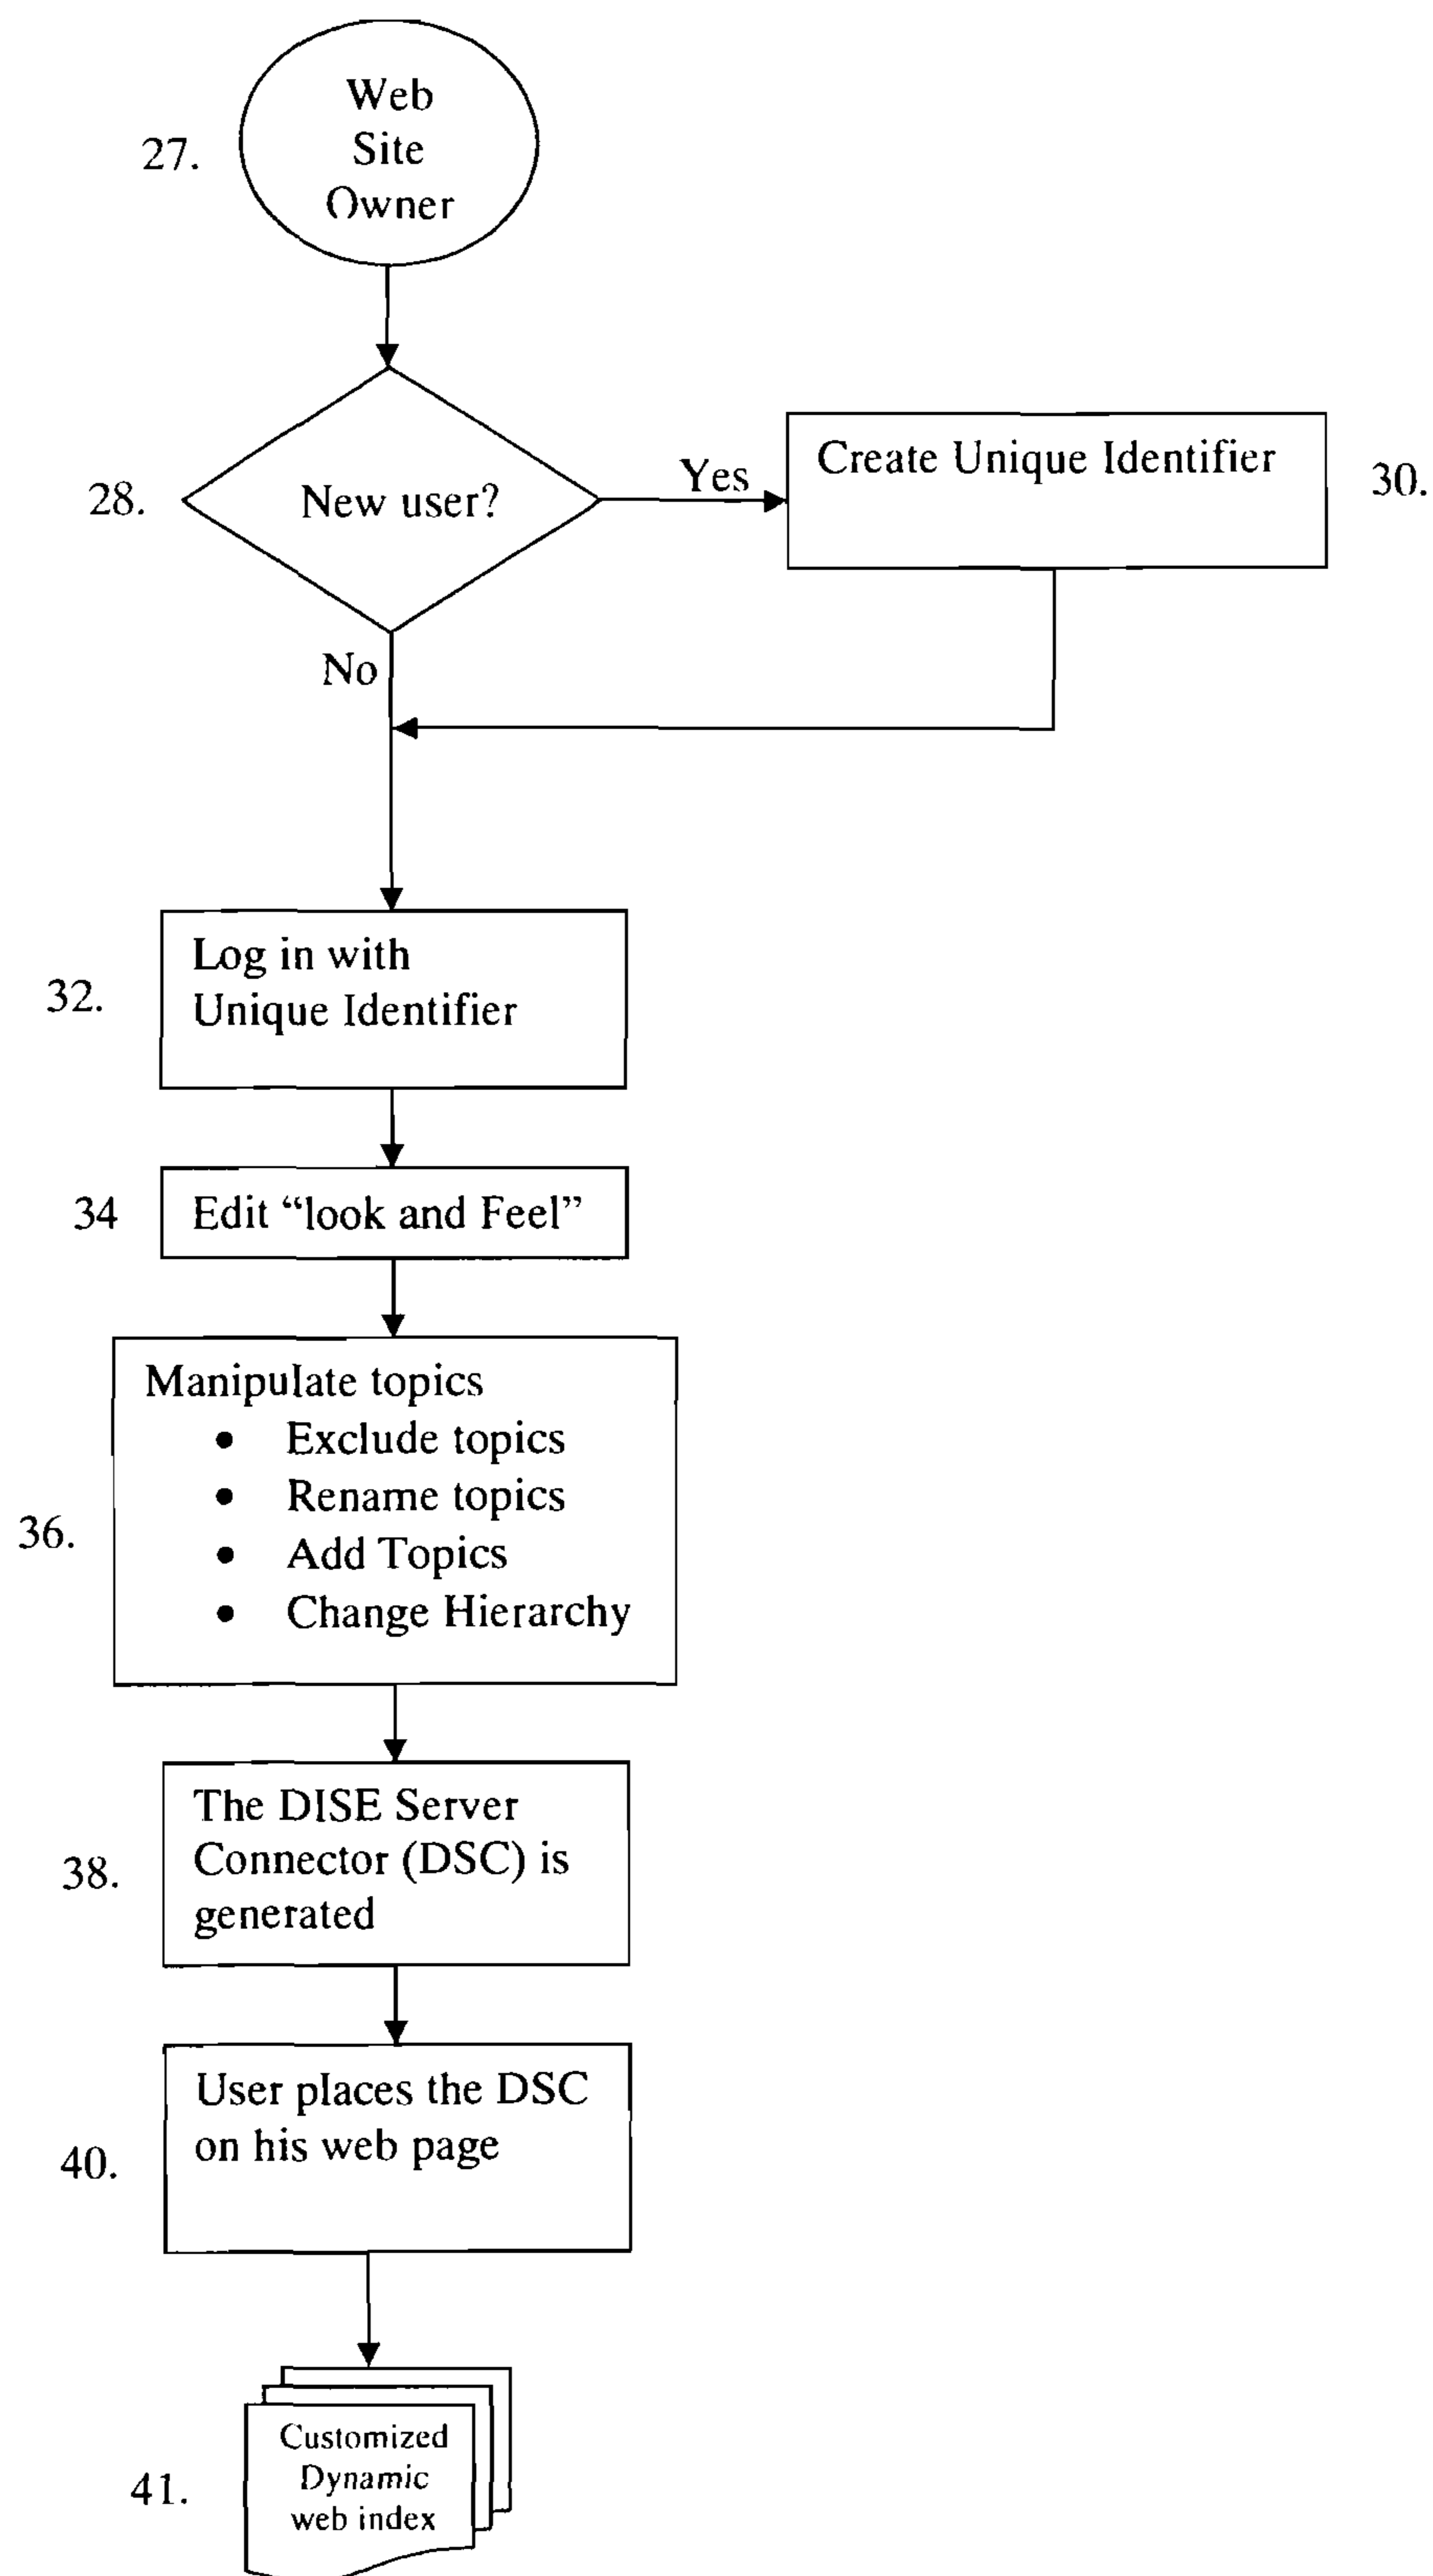 27.
Web
Site
Owner
28.
New user?
Yes
Create Unique Identifier
30.
No
32.
Log in with
Unique Identifier
34
Edit “look and Feel”
36.
Manipulate topics
• Exclude topics
• Rename topics
• Add Topics
• Change Hierarchy
38.
The DISE Server
Connector (DSC) is
generated
40.
User places the DSC
on his web page
41.
Customized
Dynamic
web index